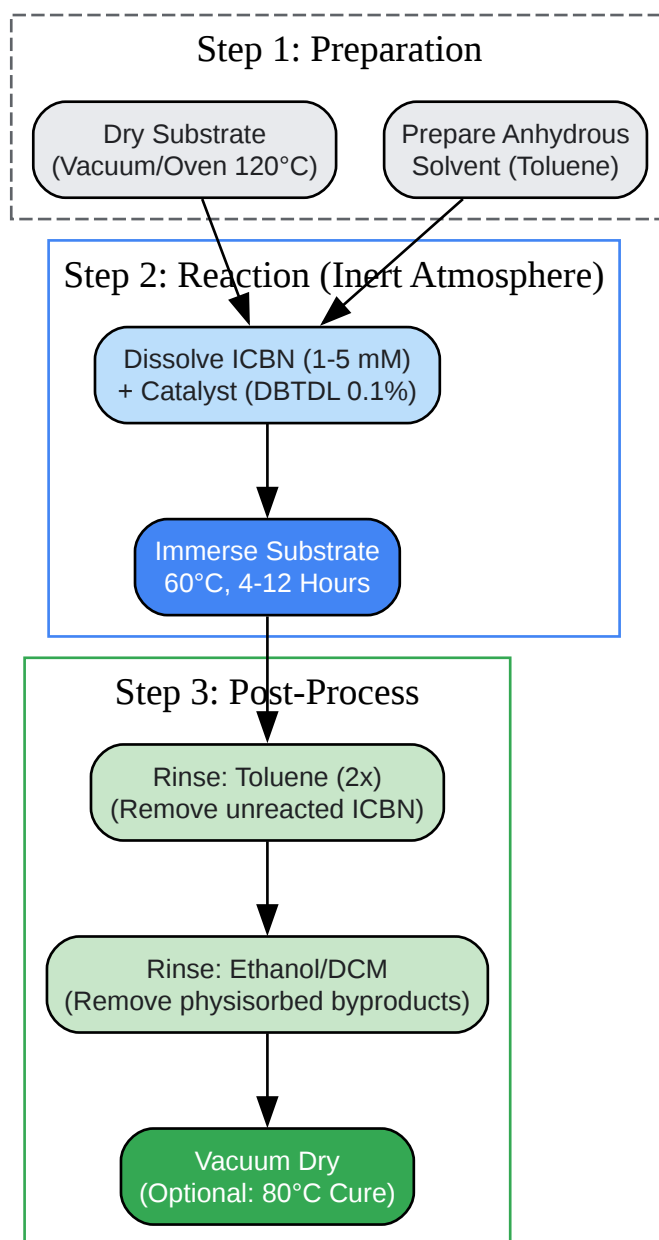 Step 1: Preparation
Dry Substrate
(Vacuum/Oven 120°C)
Prepare Anhydrous
Solvent (Toluene)
Step 2: Reaction (Inert Atmosphere)
Dissolve ICBN (1-5 mM)
+ Catalyst (DBTDL 0.1%)
Immerse Substrate
60°C, 4-12 Hours
Step 3: Post-Process
Rinse: Toluene (2x)
(Remove unreacted ICBN)
Rinse: Ethanol/DCM
(Remove physisorbed byproducts)
Vacuum Dry
(Optional: 80°C Cure)